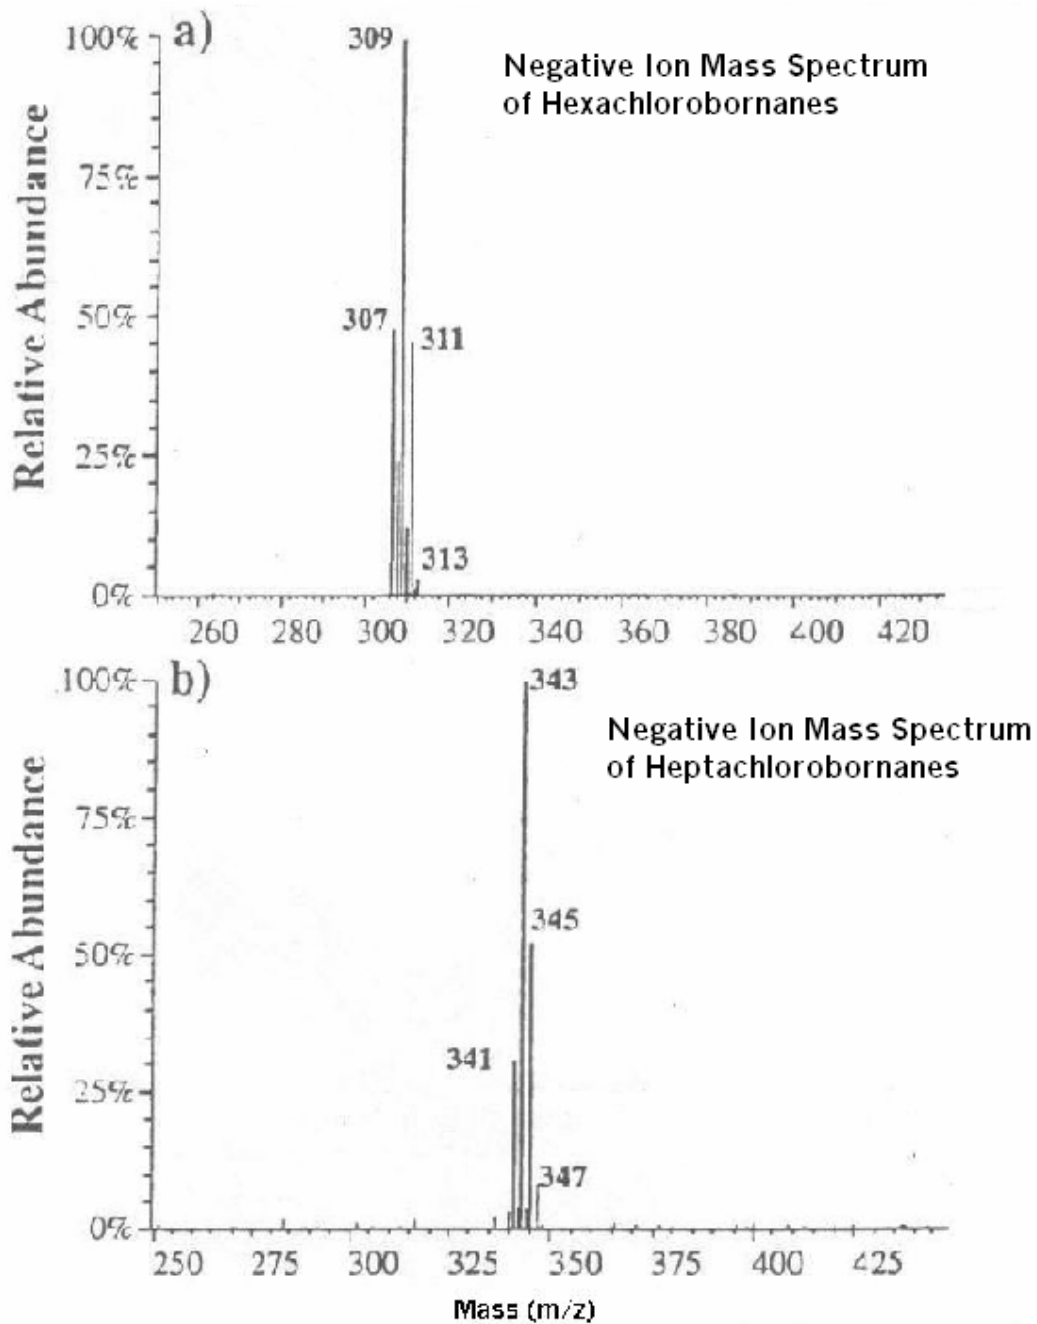 a)
Negative Ion Mass Spectrum
of Hexachlorobornanes
Relative Abundance
100%
75%
50%
25%
0%
309
307
311
313
260 280 300 320 340 360 380 400 420
b)
Negative Ion Mass Spectrum
of Heptachlorobornanes
Relative Abundance
100%
75%
50%
25%
0%
343
345
341
347
250 275 300 325 350 375 400 425
Mass (m/z)